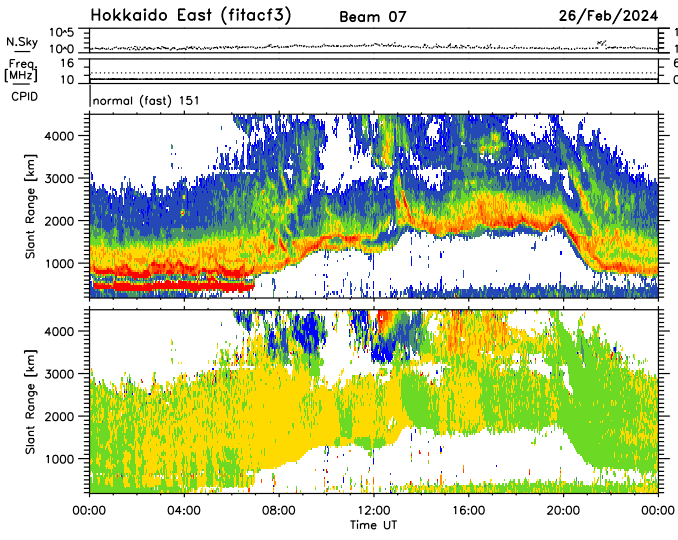 Hokkaido East (fitacf3) Beam 07 26/Feb/2024
N.Sky 10^5 10^0
Freq. [MHz] 16 10
CPID normal (fast) 151
Slant Range [km] 4000 3000 2000 1000
Slant Range [km] 4000 3000 2000 1000
00:00 04:00 08:00 12:00 16:00 20:00 00:00
Time UT